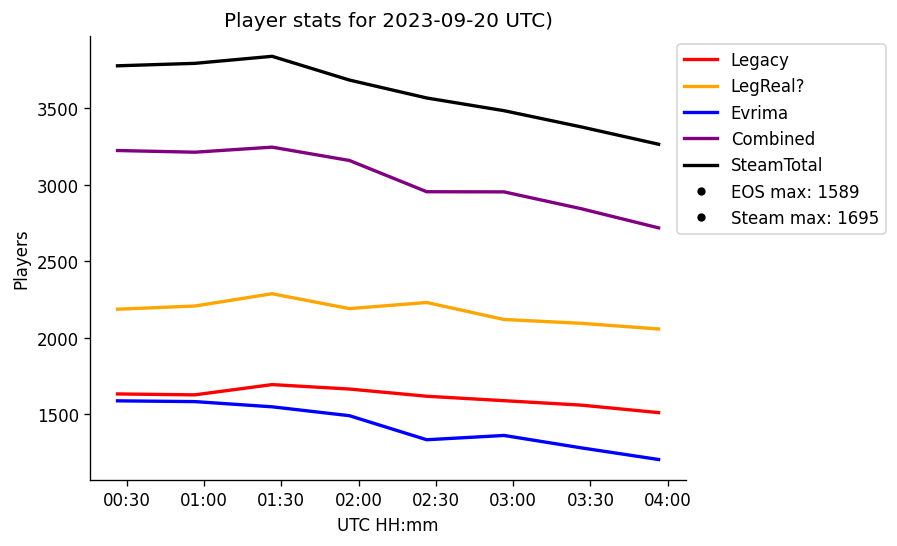 Player stats for 2023-09-20 UTC)
Legacy
LegReal?
Evrima
Combined
SteamTotal
EOS max: 1589
Steam max: 1695
Players
3500
3000
2500
2000
1500
00:30 01:00 01:30 02:00 02:30 03:00 03:30 04:00
UTC HH:mm